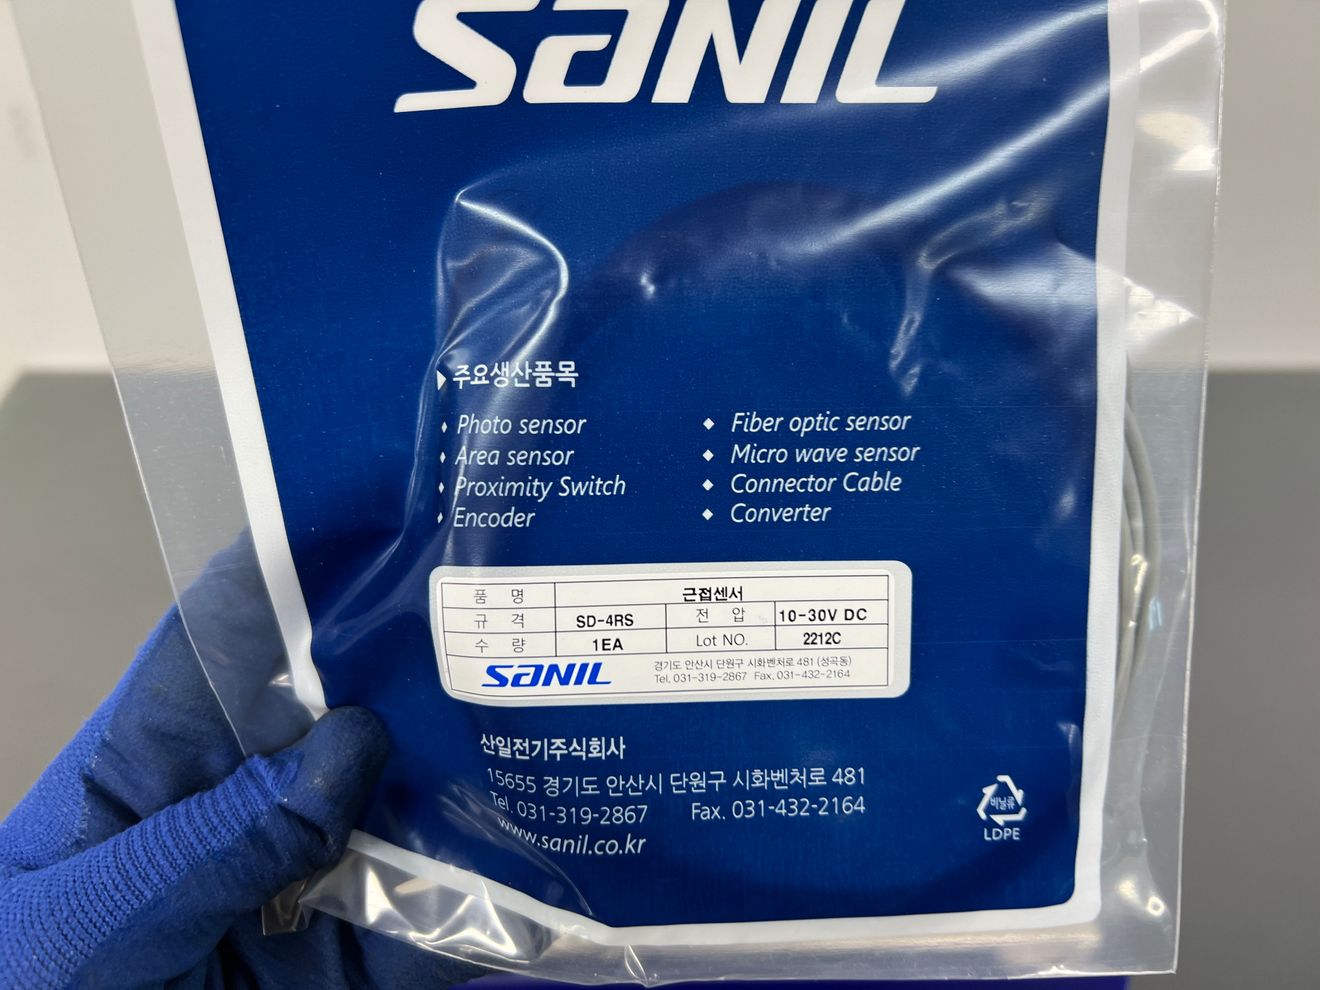 SANIL
주요생산품목
Photo sensor
Area sensor
Proximity Switch
Encoder
Fiber optic sensor
Micro wave sensor
Connector Cable
Converter
품 명 근접센서
규 격 SD-4RS 전 압 10-30V DC
수 량 1EA Lot NO. 2212C
SANIL
경기도 안산시 단원구 시화벤처로 481 (성곡동)
Tel. 031-319-2867 Fax. 031-432-2164
산일전기주식회사
15655 경기도 안산시 단원구 시화벤처로 481
Tel. 031-319-2867 Fax. 031-432-2164
www.sanil.co.kr
비닐류
LDPE